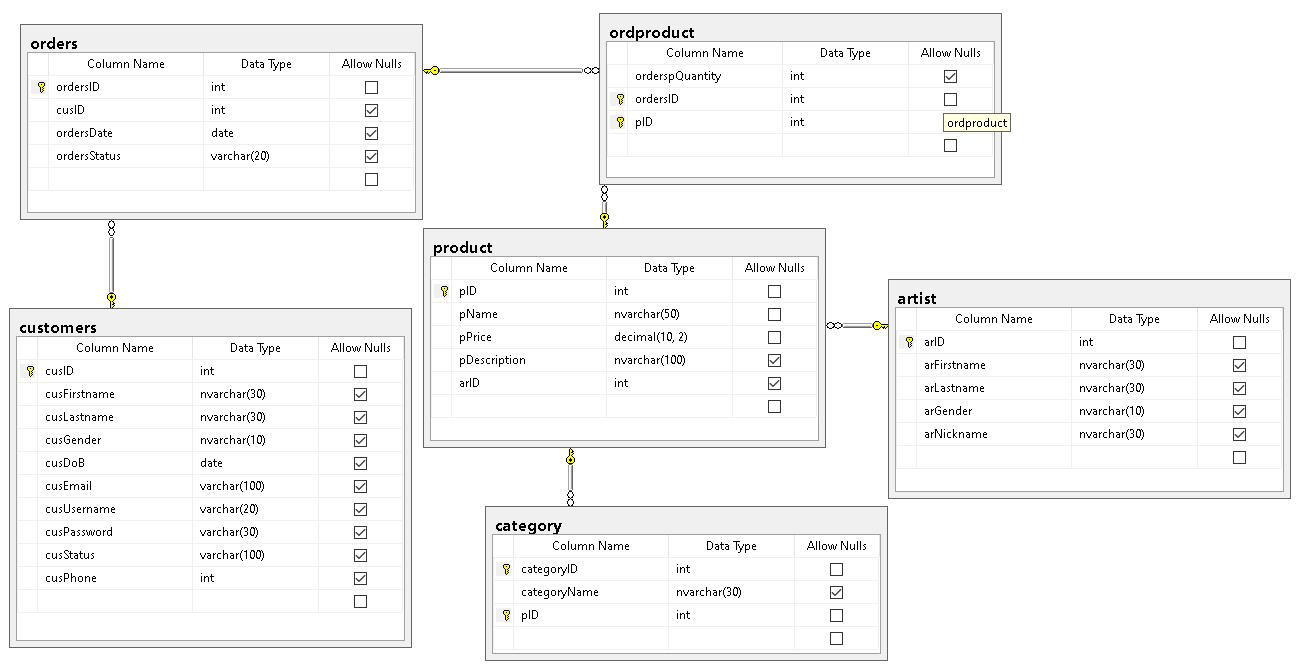 orders
Column Name Data Type Allow Nulls
ordersID int
cusID int
ordersDate date
ordersStatus varchar(20)
ordproduct
Column Name Data Type Allow Nulls
orderspQuantity int
ordersID int
pID int
ordproduct
product
Column Name Data Type Allow Nulls
pID int
pName nvarchar(50)
pPrice decimal(10, 2)
pDescription nvarchar(100)
arID int
artist
Column Name Data Type Allow Nulls
arID int
arFirstname nvarchar(30)
arLastname nvarchar(30)
arGender nvarchar(10)
arNickname nvarchar(30)
customers
Column Name Data Type Allow Nulls
cusID int
cusFirstname nvarchar(30)
cusLastname nvarchar(30)
cusGender nvarchar(10)
cusDoB date
cusEmail varchar(100)
cusUsername varchar(20)
cusPassword varchar(30)
cusStatus varchar(100)
cusPhone int
category
Column Name Data Type Allow Nulls
categoryID int
categoryName nvarchar(30)
pID int